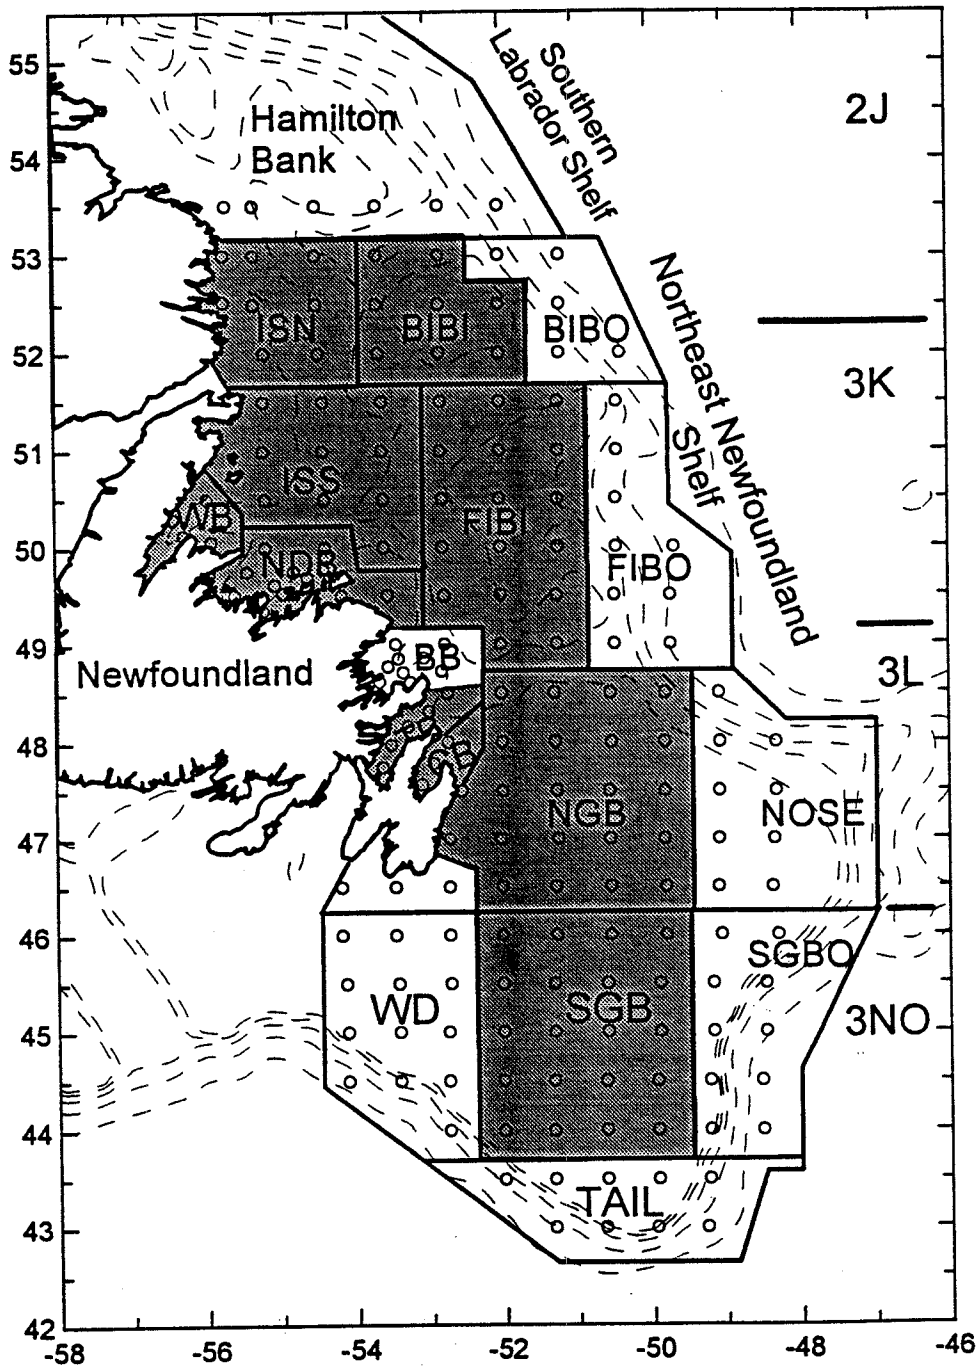 55
54
53
52
51
50
49
48
47
46
45
44
43
42
-58
-56
-54
-52
-50
-48
-46
Hamilton
Bank
Southern
Labrador Shelf
2J
ISN
BIBI
BIBO
Northeast Newfoundland
Shelf
3K
ISS
WB
NDB
FIBI
FIBO
Newfoundland
BB
3L
NGB
NOSE
WD
SGB
SGBO
3NO
TAIL